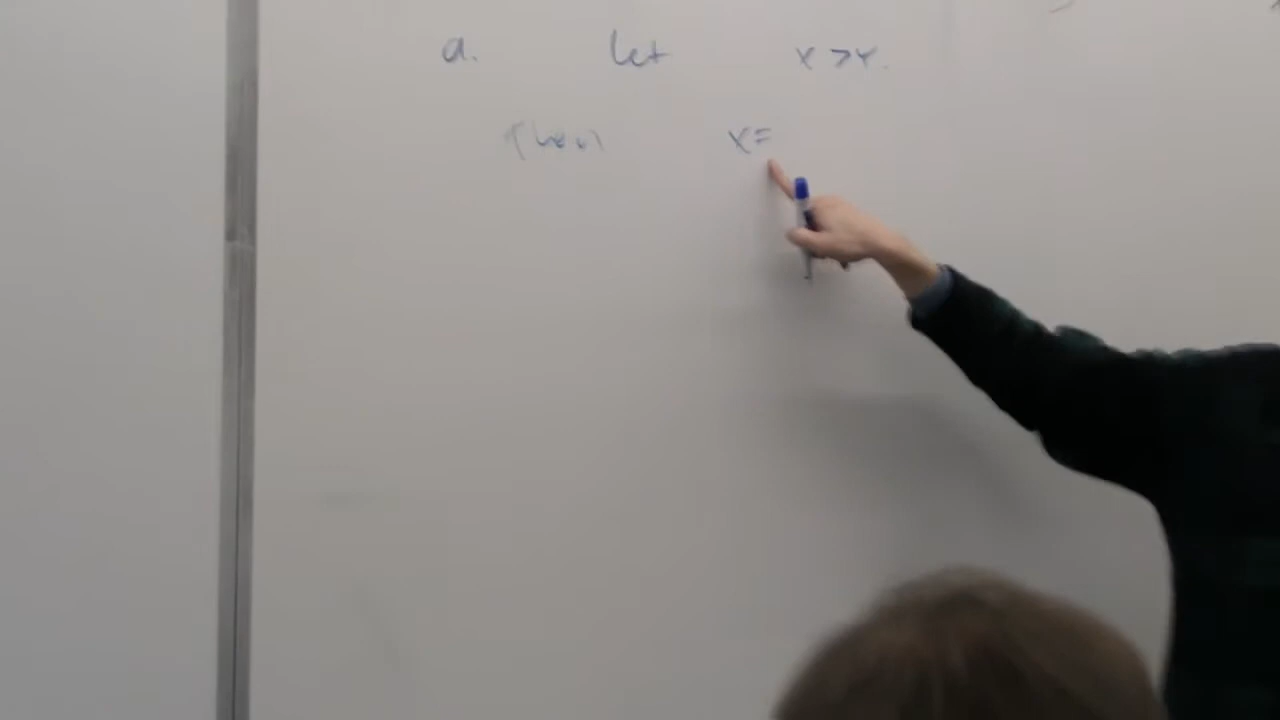 a. let x > y.
Then x =